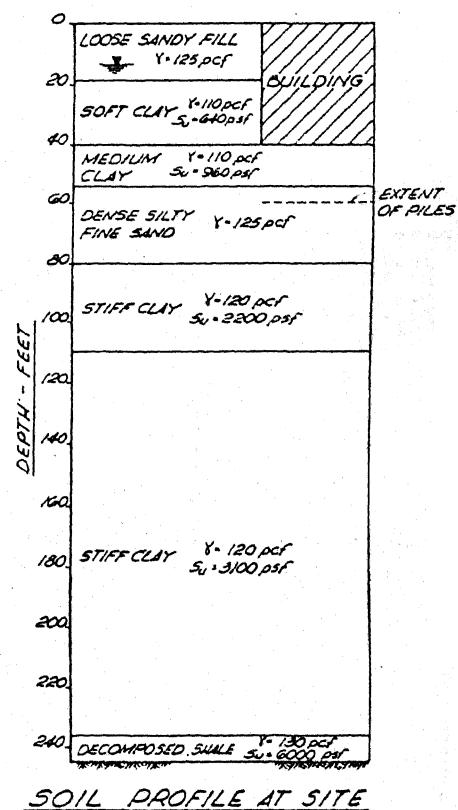 0
LOOSE SANDY FILL
γ = 125 pcf
20
BUILDING
SOFT CLAY γ = 110 pcf
Su = 640 psf
40
MEDIUM CLAY γ = 110 pcf
Su = 960 psf
60
EXTENT
OF PILES
DENSE SILTY
FINE SAND γ = 125 pcf
80
STIFF CLAY γ = 120 pcf
Su = 2200 psf
100
120
140
160
DEPTH - FEET
STIFF CLAY γ = 120 pcf
Su = 3100 psf
180
200
220
240
DECOMPOSED SHALE γ = 130 pcf
Su = 6000 psf
SOIL PROFILE AT SITE